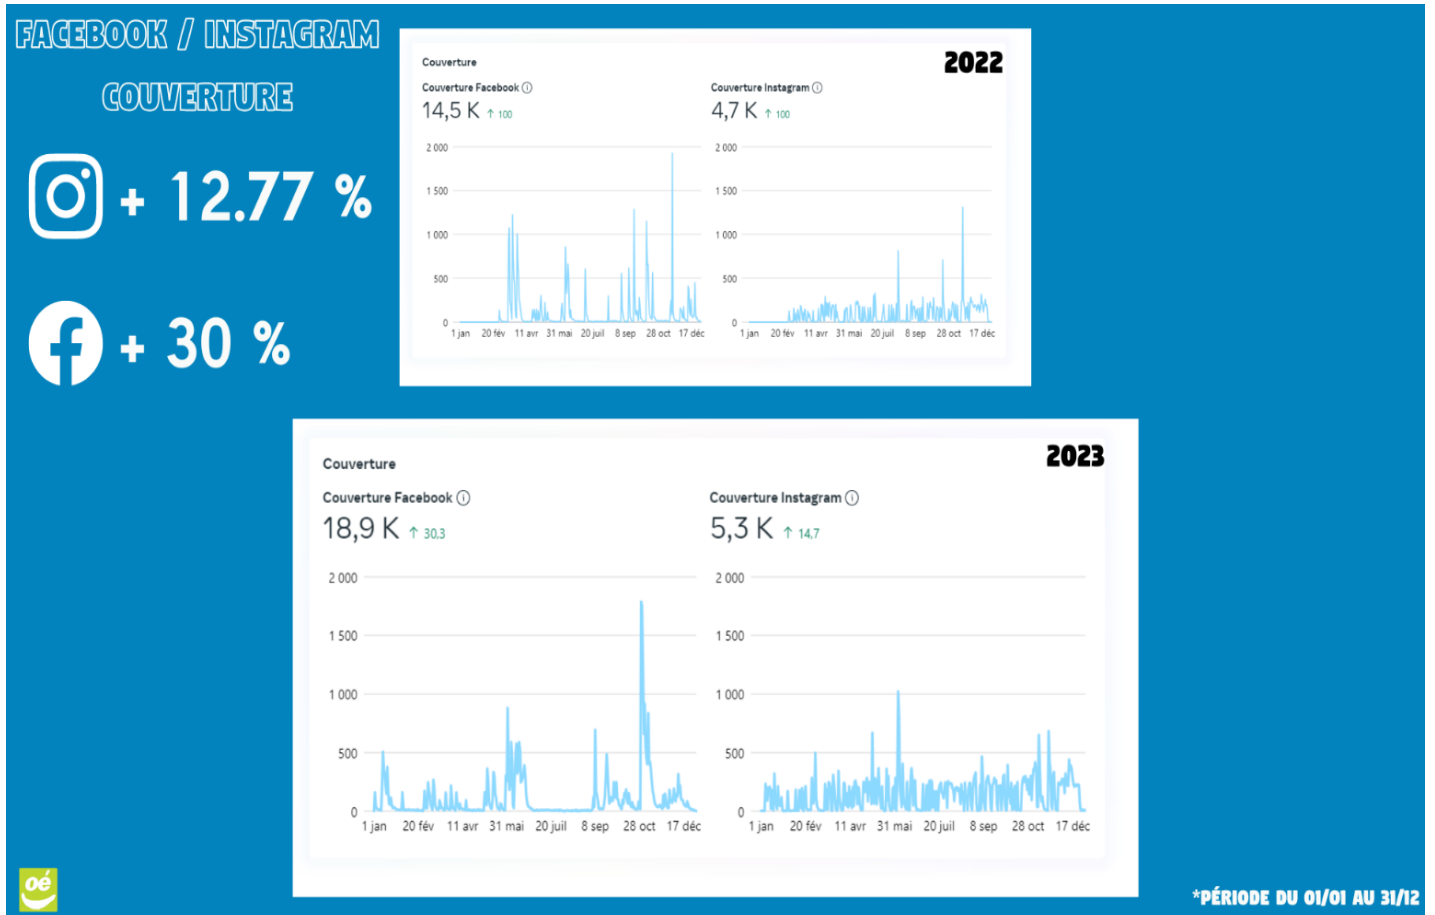 FACEBOOK / INSTAGRAM
COUVERTURE
+ 12.77 %
+ 30 %
2022
Couverture
Couverture Facebook
14,5 K ↑ 100
2 000
1 500
1 000
500
0
1 jan 20 fév 11 avr 31 mai 20 juil 8 sep 28 oct 17 déc
Couverture Instagram
4,7 K ↑ 100
2 000
1 500
1 000
500
0
1 jan 20 fév 11 avr 31 mai 20 juil 8 sep 28 oct 17 déc
2023
Couverture
Couverture Facebook
18,9 K ↑ 30,3
2 000
1 500
1 000
500
0
1 jan 20 fév 11 avr 31 mai 20 juil 8 sep 28 oct 17 déc
Couverture Instagram
5,3 K ↑ 14,7
2 000
1 500
1 000
500
0
1 jan 20 fév 11 avr 31 mai 20 juil 8 sep 28 oct 17 déc
oé
*PÉRIODE DU 01/01 AU 31/12